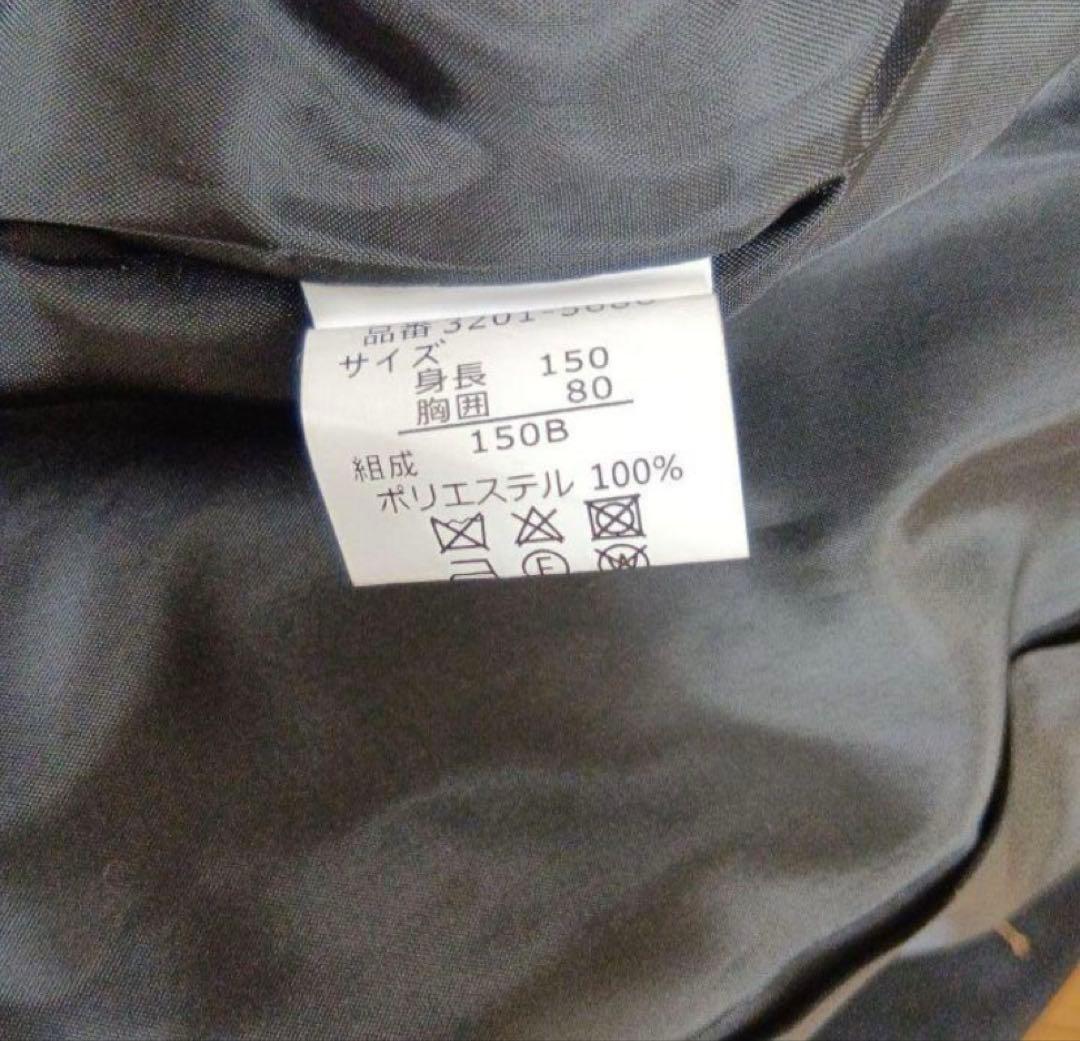 品番 3201-
サイズ
身長 150
胸囲 80
150B
組成
ポリエステル 100%
F
W